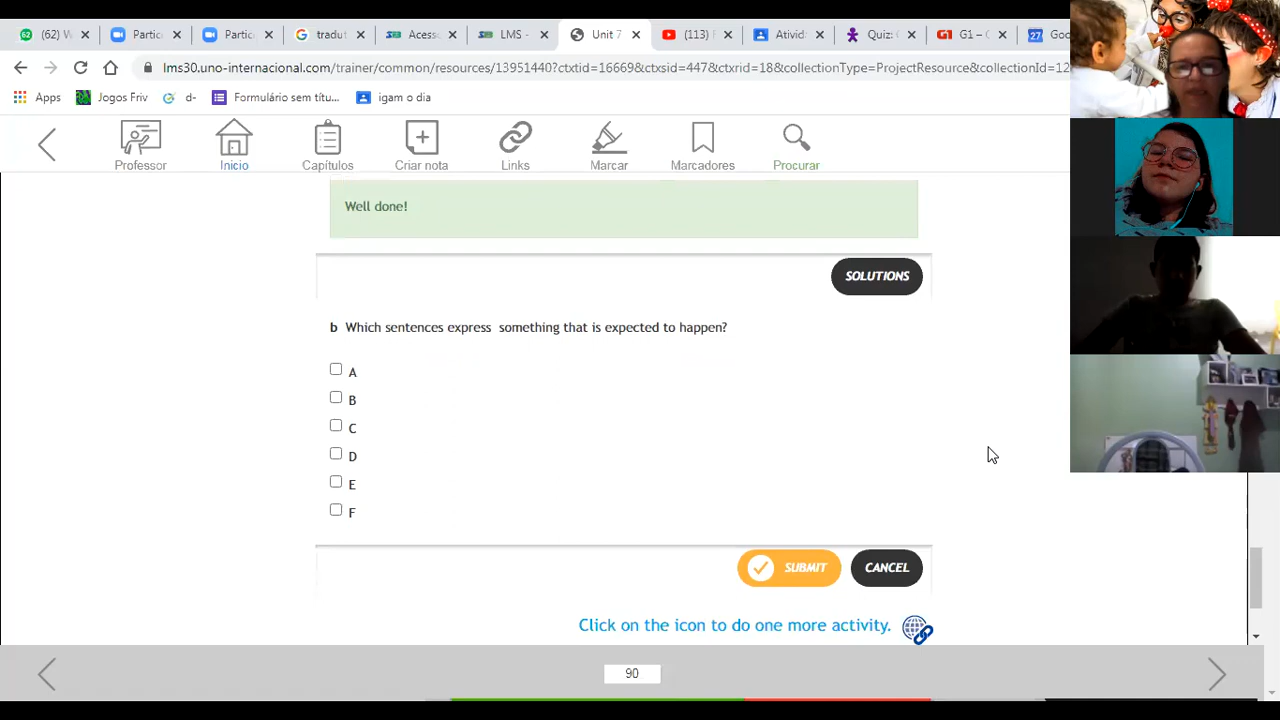 (62) W
Partic
Partic
tradut
Acess
LMS -
Unit 7
(113) F
Ativid
Quiz: G
G1 – C
27 Goo
lms30.uno-internacional.com/trainer/common/resources/13951440?ctxtid=16669&ctxsid=447&ctxrid=18&collectionType=ProjectResource&collectionId=12
Apps
Jogos Friv
d-
Formulário sem títu...
igam o dia
Professor
Inicio
Capítulos
Criar nota
Links
Marcar
Marcadores
Procurar
Well done!
SOLUTIONS
b Which sentences express something that is expected to happen?
A
B
C
D
E
F
SUBMIT
CANCEL
Click on the icon to do one more activity.
90